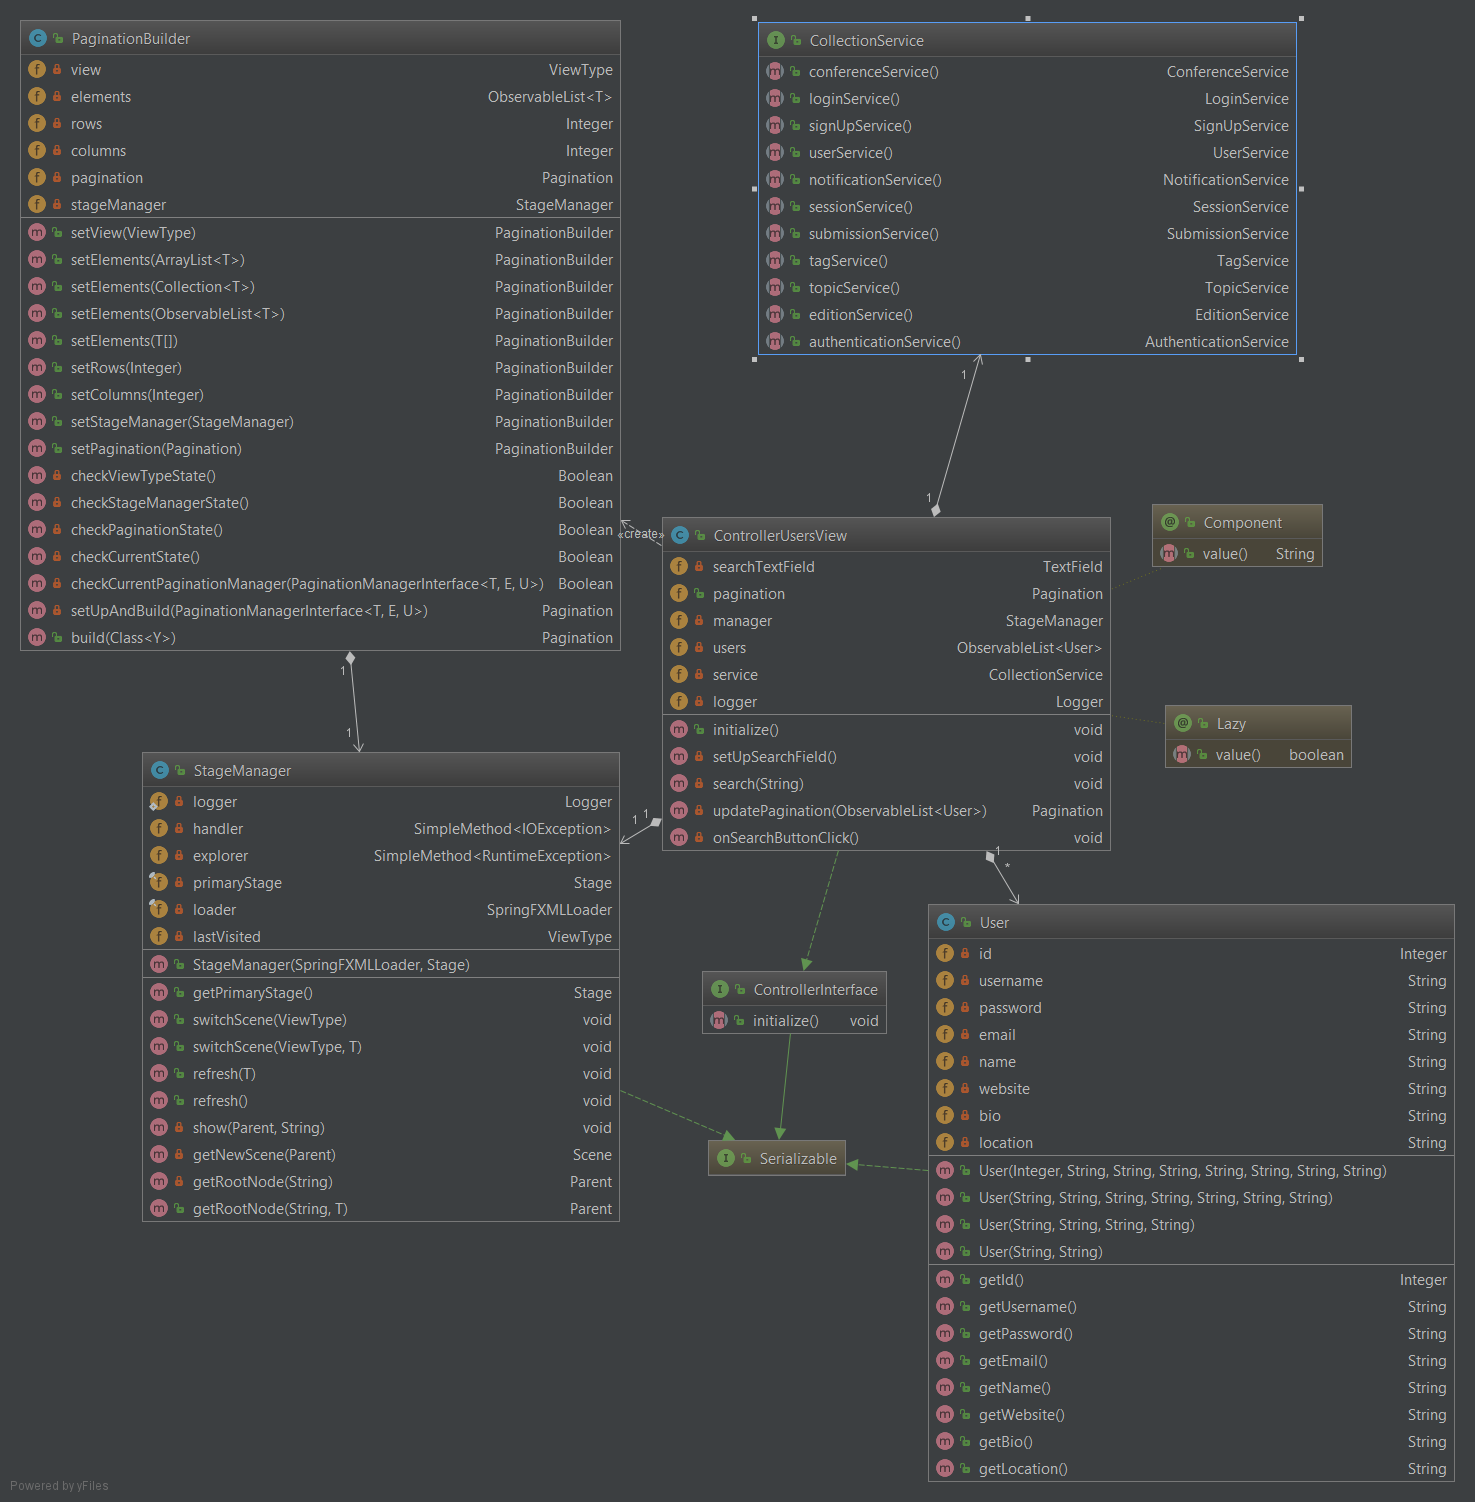 PaginationBuilder
view ViewType
elements ObservableList<T>
rows Integer
columns Integer
pagination Pagination
stageManager StageManager
setView(ViewType) PaginationBuilder
setElements(ArrayList<T>) PaginationBuilder
setElements(Collection<T>) PaginationBuilder
setElements(ObservableList<T>) PaginationBuilder
setElements(T[]) PaginationBuilder
setRows(Integer) PaginationBuilder
setColumns(Integer) PaginationBuilder
setStageManager(StageManager) PaginationBuilder
setPagination(Pagination) PaginationBuilder
checkViewTypeState() Boolean
checkStageManagerState() Boolean
checkPaginationState() Boolean
checkCurrentState() Boolean
checkCurrentPaginationManager(PaginationManagerInterface<T, E, U>) Boolean
setUpAndBuild(PaginationManagerInterface<T, E, U>) Pagination
build(Class<Y>) Pagination
CollectionService
conferenceService() ConferenceService
loginService() LoginService
signUpService() SignUpService
userService() UserService
notificationService() NotificationService
sessionService() SessionService
submissionService() SubmissionService
tagService() TagService
topicService() TopicService
editionService() EditionService
authenticationService() AuthenticationService
1
1
«create»
ControllerUsersView
searchTextField TextField
pagination Pagination
manager StageManager
users ObservableList<User>
service CollectionService
logger Logger
initialize() void
setUpSearchField() void
search(String) void
updatePagination(ObservableList<User>) Pagination
onSearchButtonClick() void
Component
value() String
Lazy
value() boolean
1
1
1 1
1
*
StageManager
logger Logger
handler SimpleMethod<IOException>
explorer SimpleMethod<RuntimeException>
primaryStage Stage
loader SpringFXMLLoader
lastVisited ViewType
StageManager(SpringFXMLLoader, Stage)
getPrimaryStage() Stage
switchScene(ViewType) void
switchScene(ViewType, T) void
refresh(T) void
refresh() void
show(Parent, String) void
getNewScene(Parent) Scene
getRootNode(String) Parent
getRootNode(String, T) Parent
ControllerInterface
initialize() void
Serializable
User
id Integer
username String
password String
email String
name String
website String
bio String
location String
User(Integer, String, String, String, String, String, String, String)
User(String, String, String, String, String, String, String)
User(String, String, String, String)
User(String, String)
getId() Integer
getUsername() String
getPassword() String
getEmail() String
getName() String
getWebsite() String
getBio() String
getLocation() String
Powered by yFiles